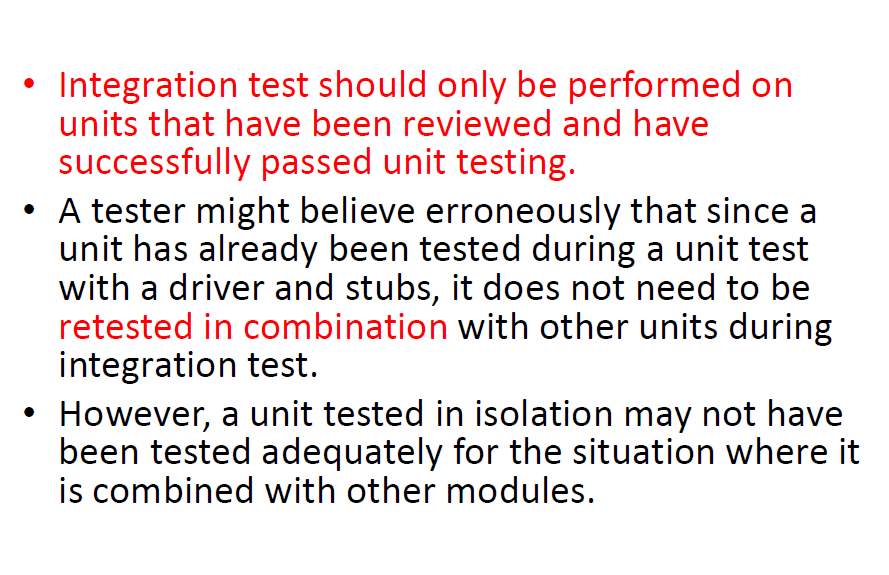 • Integration test should only be performed on
units that have been reviewed and have
successfully passed unit testing.
• A tester might believe erroneously that since a
unit has already been tested during a unit test
with a driver and stubs, it does not need to be
retested in combination with other units during
integration test.
• However, a unit tested in isolation may not have
been tested adequately for the situation where it
is combined with other modules.